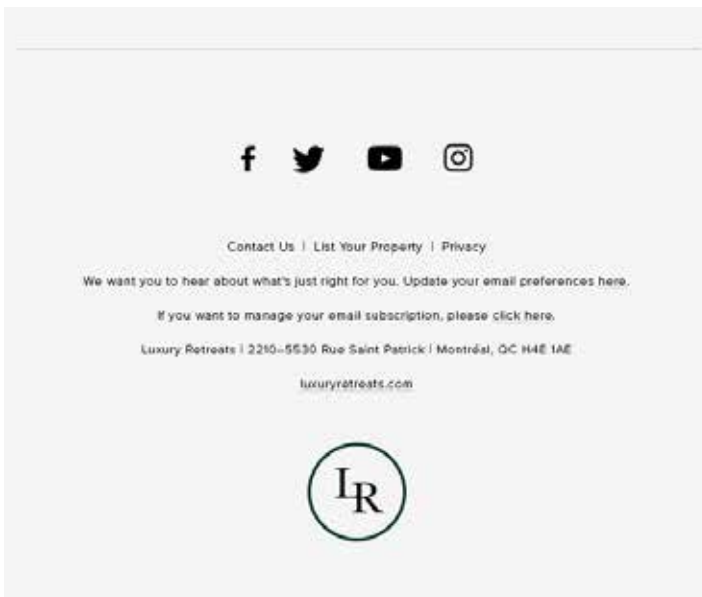 Contact Us | List Your Property | Privacy
We want you to hear about what's just right for you. Update your email preferences here.
If you want to manage your email subscription, please click here.
Luxury Retreats | 2210–5530 Rue Saint Patrick | Montréal, QC H4E 1AE
luxuryretreats.com
LR